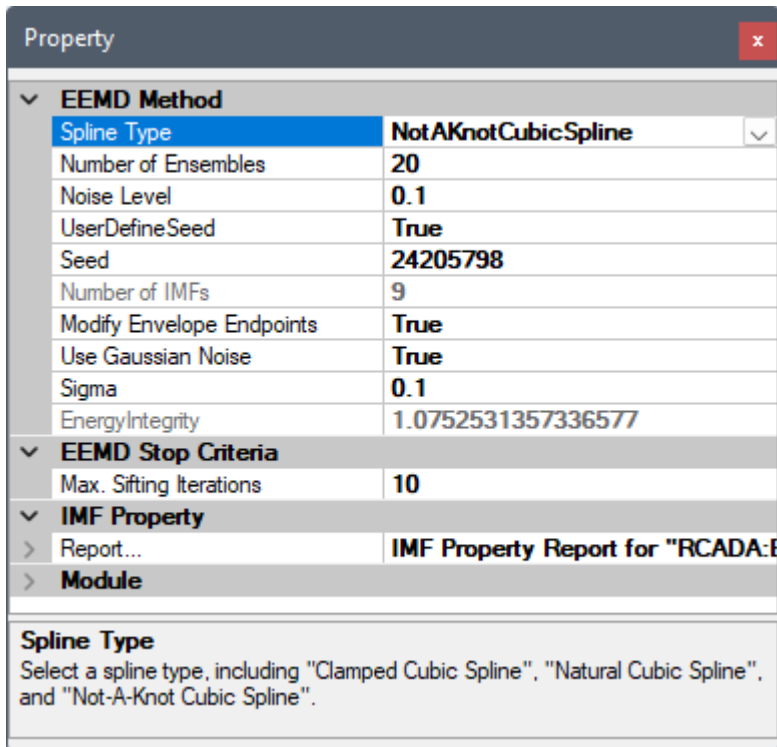 Property
x
EEMD Method
Spline Type NotAKnotCubicSpline
Number of Ensembles 20
Noise Level 0.1
UserDefineSeed True
Seed 24205798
Number of IMFs 9
Modify Envelope Endpoints True
Use Gaussian Noise True
Sigma 0.1
EnergyIntegrity 1.0752531357336577
EEMD Stop Criteria
Max. Sifting Iterations 10
IMF Property
Report... IMF Property Report for "RCADA:E
Module
Spline Type
Select a spline type, including "Clamped Cubic Spline", "Natural Cubic Spline",
and "Not-A-Knot Cubic Spline".